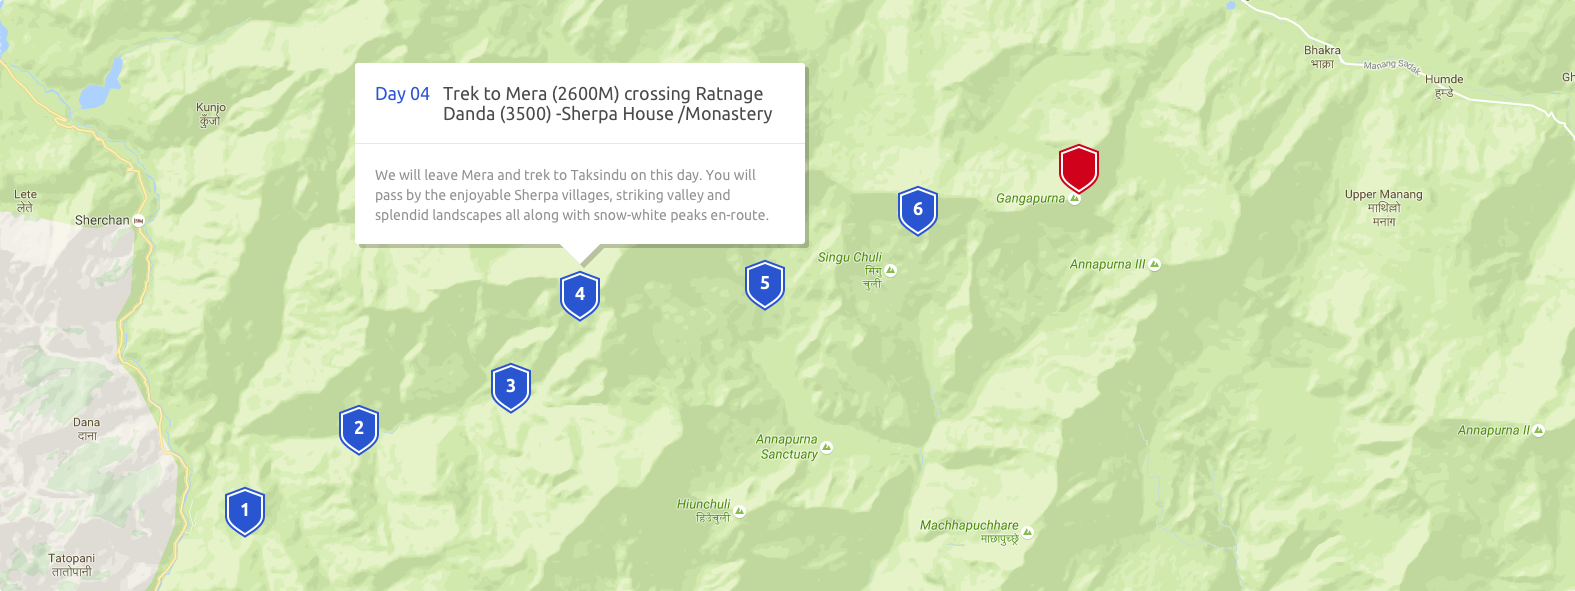 Bhakra
भाक्रा
Manang Sadak
Humde
हुम्डे
Gh
Day 04 Trek to Mera (2600M) crossing Ratnage
Danda (3500) -Sherpa House /Monastery
We will leave Mera and trek to Taksindu on this day. You will
pass by the enjoyable Sherpa villages, striking valley and
splendid landscapes all along with snow-white peaks en-route.
Kunjo
कुँजो
Lete
लेते
Sherchan
Gangapurna
Upper Manang
माथिल्लो
मनाग
6
Singu Chuli
सिंगु
चुली
Annapurna III
5
4
3
2
Dana
दाना
Annapurna
Sanctuary
Annapurna II
1
Hiunchuli
हिउँचुली
Machhapuchhare
माछापुच्छ्रे
Tatopani
तातोपानी